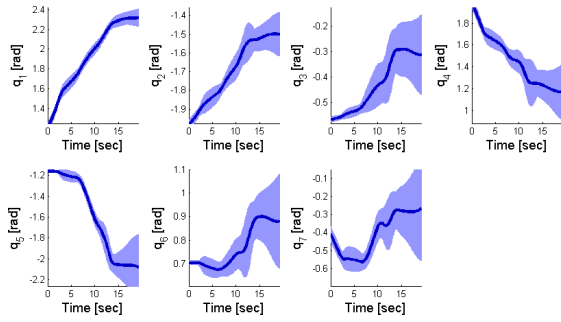 q1 [rad]
2.4
2.2
2
1.8
1.6
1.4
0 5 10 15
Time [sec]
q2 [rad]
-1.4
-1.5
-1.6
-1.7
-1.8
-1.9
0 5 10 15
Time [sec]
q3 [rad]
-0.2
-0.3
-0.4
-0.5
0 5 10 15
Time [sec]
q4 [rad]
1.8
1.6
1.4
1.2
1
0 5 10 15
Time [sec]
q5 [rad]
-1.2
-1.4
-1.6
-1.8
-2
-2.2
0 5 10 15
Time [sec]
q6 [rad]
1.1
1
0.9
0.8
0.7
0.6
0 5 10 15
Time [sec]
q7 [rad]
-0.1
-0.2
-0.3
-0.4
-0.5
-0.6
0 5 10 15
Time [sec]